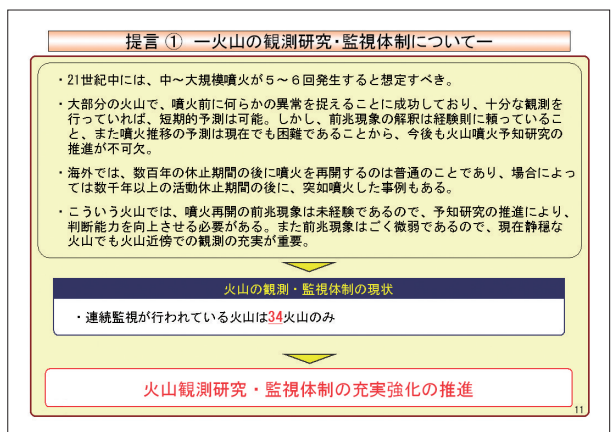 提言 ① ー火山の観測研究・監視体制についてー
・21世紀中には、中～大規模噴火が５～６回発生すると想定すべき。
・大部分の火山で、噴火前に何らかの異常を捉えることに成功しており、十分な観測を
行っていれば、短期的予測は可能。しかし、前兆現象の解釈は経験則に頼っているこ
と、また噴火推移の予測は現在でも困難であることから、今後も火山噴火予知研究の
推進が不可欠。
・海外では、数百年の休止期間の後に噴火を再開するのは普通のことであり、場合によっ
ては数千年以上の活動休止期間の後に、突如噴火した事例もある。
・こういう火山では、噴火再開の前兆現象は未経験であるので、予知研究の推進により、
判断能力を向上させる必要がある。また前兆現象はごく微弱であるので、現在静穏な
火山でも火山近傍での観測の充実が重要。
火山の観測・監視体制の現状
・連続監視が行われている火山は34火山のみ
火山観測研究・監視体制の充実強化の推進
11